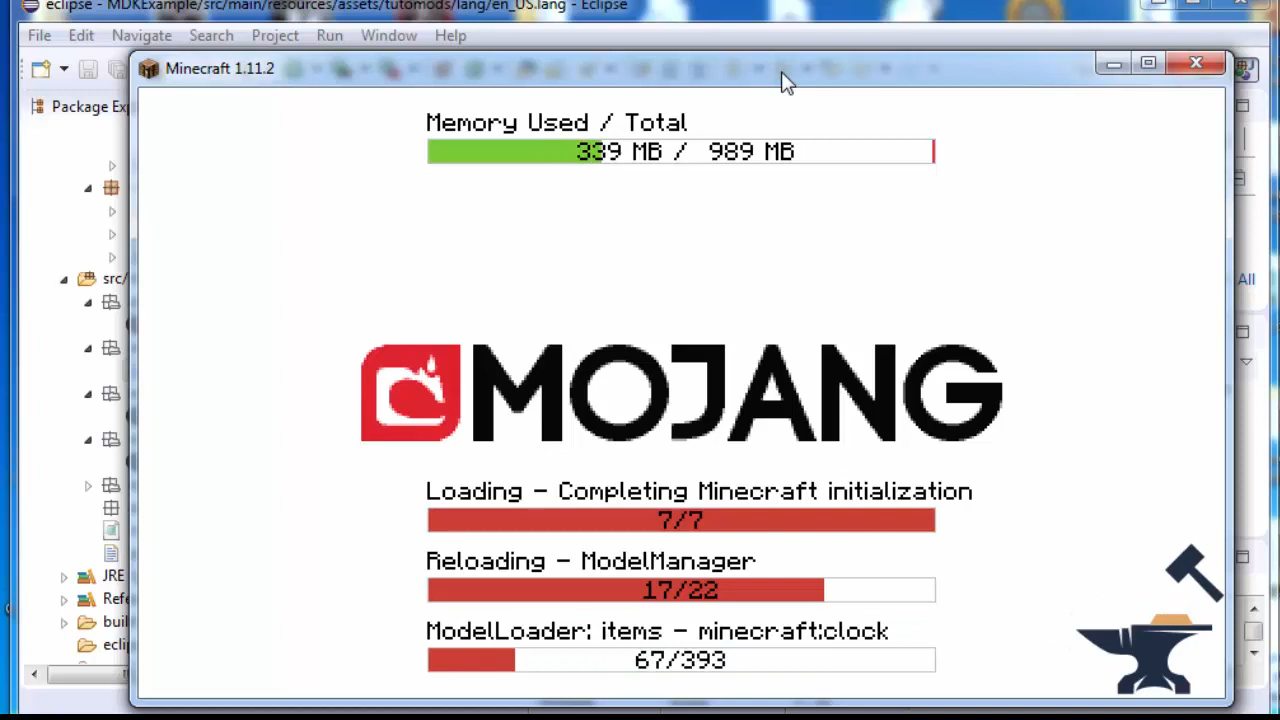 eclipse - MDKExample/src/main/resources/assets/tutomods/lang/en_US.lang - Eclipse
File Edit Navigate Search Project Run Window Help
Minecraft 1.11.2
Package Exp
Memory Used / Total
339 MB / 989 MB
src/
All
MOJANG
Loading - Completing Minecraft initialization
7/7
Reloading - ModelManager
17/22
JRE
Refe
ModelLoader: items - minecraft:clock
buil
67/393
eclip